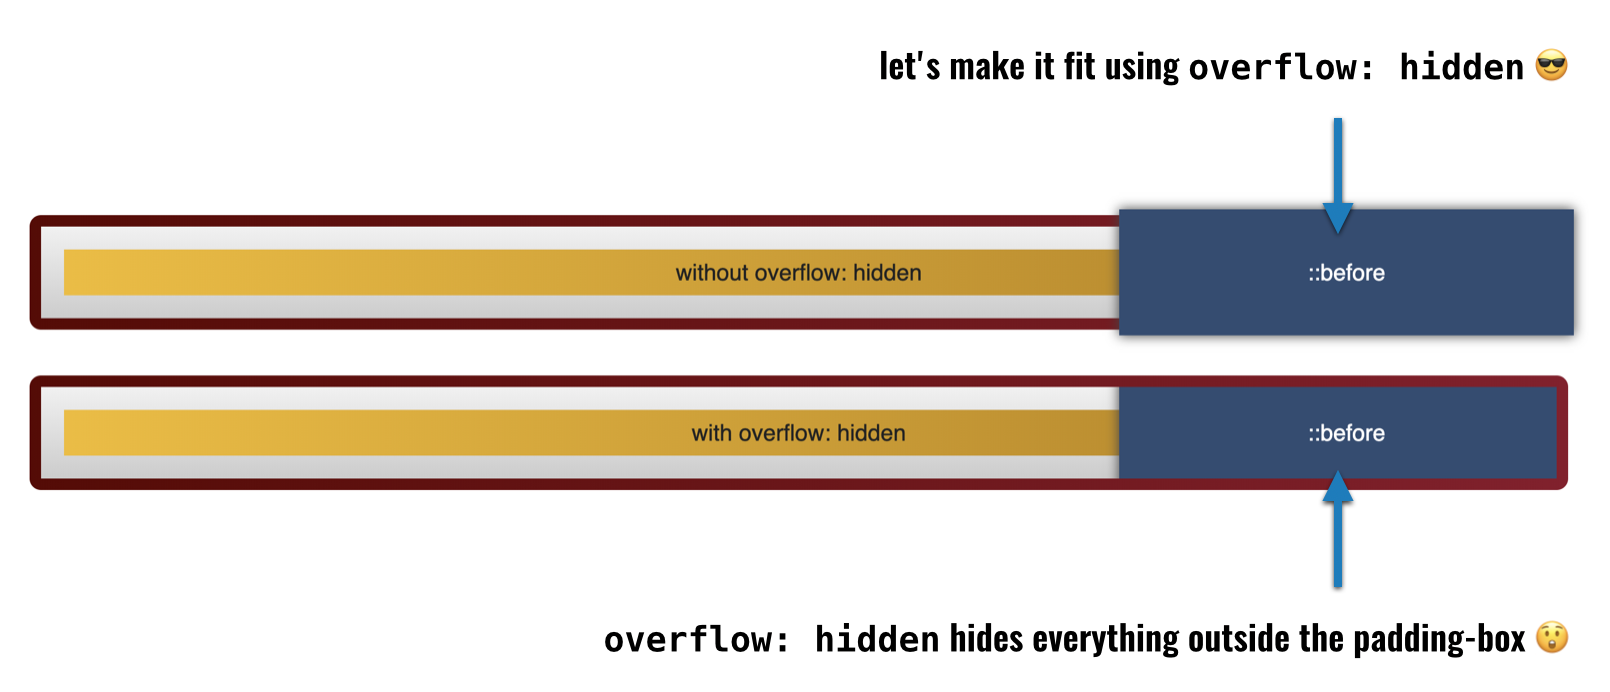 let's make it fit using overflow: hidden 😎
without overflow: hidden
::before
with overflow: hidden
::before
overflow: hidden hides everything outside the padding-box 😲